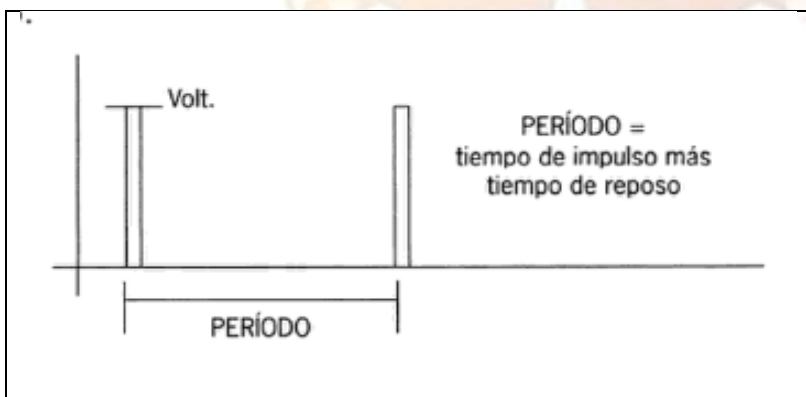 Volt.
PERÍODO =
tiempo de impulso más
tiempo de reposo
PERÍODO